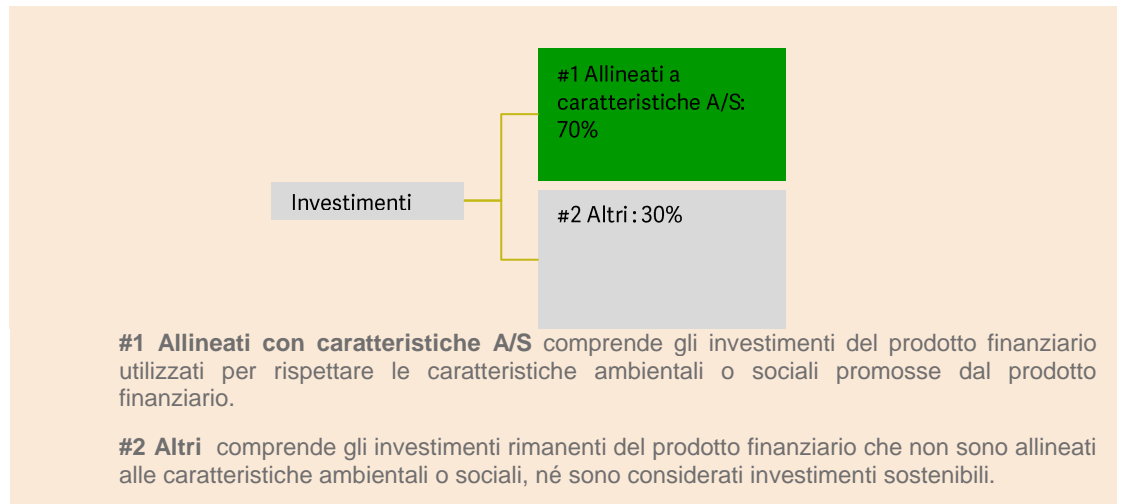 #1 Allineati a
caratteristiche A/S:
70%
Investimenti
#2 Altri : 30%
#1 Allineati con caratteristiche A/S comprende gli investimenti del prodotto finanziario
utilizzati per rispettare le caratteristiche ambientali o sociali promosse dal prodotto
finanziario.
#2 Altri comprende gli investimenti rimanenti del prodotto finanziario che non sono allineati
alle caratteristiche ambientali o sociali, né sono considerati investimenti sostenibili.